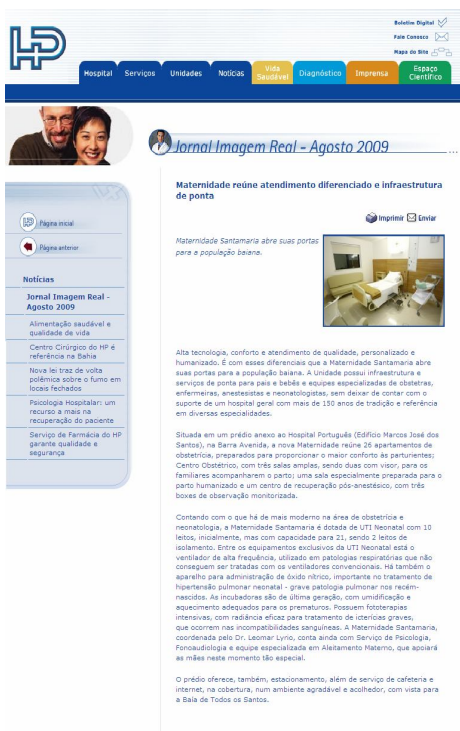 Boletim Digital
Fale Conosco
Mapa do Site
HP
Hospital Serviços Unidades Notícias Vida Saudável Diagnóstico Imprensa Espaço Científico
Jornal Imagem Real - Agosto 2009
Maternidade reúne atendimento diferenciado e infraestrutura
de ponta
Imprimir Enviar
Página inicial
Página anterior
Notícias
Jornal Imagem Real -
Agosto 2009
Alimentação saudável e
qualidade de vida
Centro Cirúrgico do HP é
referência na Bahia
Nova lei traz de volta
polêmica sobre o fumo em
locais fechados
Psicologia Hospitalar: um
recurso a mais na
recuperação do paciente
Serviço de Farmácia do HP
garante qualidade e
segurança
Maternidade Santamaria abre suas portas
para a população baiana.
Alta tecnologia, conforto e atendimento de qualidade, personalizado e
humanizado. É com esses diferenciais que a Maternidade Santamaria abre
suas portas para a população baiana. A Unidade possui infraestrutura e
serviços de ponta para pais e bebês e equipes especializadas de obstetras,
enfermeiras, anestesistas e neonatologistas, sem deixar de contar com o
suporte de um hospital geral com mais de 150 anos de tradição e referência
em diversas especialidades.
Situada em um prédio anexo ao Hospital Português (Edifício Marcos José dos
Santos), na Barra Avenida, a nova Maternidade reúne 26 apartamentos de
obstetrícia, preparados para proporcionar o maior conforto às parturientes;
Centro Obstétrico, com três salas amplas, sendo duas com visor, para os
familiares acompanharem o parto; uma sala especialmente preparada para o
parto humanizado e um centro de recuperação pós-anestésico, com três
boxes de observação monitorizada.
Contando com o que há de mais moderno na área de obstetrícia e
neonatologia, a Maternidade Santamaria é dotada de UTI Neonatal com 10
leitos, inicialmente, mas com capacidade para 21, sendo 2 leitos de
isolamento. Entre os equipamentos exclusivos da UTI Neonatal está o
ventilador de alta frequência, utilizado em patologias respiratórias que não
conseguem ser tratadas com os ventiladores convencionais. Há também o
aparelho para administração de óxido nítrico, importante no tratamento de
hipertensão pulmonar neonatal - grave patologia pulmonar nos recém-
nascidos. As incubadoras são de última geração, com umidificação e
aquecimento adequados para os prematuros. Possuem fototerapias
intensivas, com radiância eficaz para tratamento de icterícias graves,
que ocorrem nas incompatibilidades sanguíneas. A Maternidade Santamaria,
coordenada pelo Dr. Leomar Lyrio, conta ainda com Serviço de Psicologia,
Fonoaudiologia e equipe especializada em Aleitamento Materno, que apoiará
as mães neste momento tão especial.
O prédio oferece, também, estacionamento, além de serviço de cafeteria e
internet, na cobertura, num ambiente agradável e acolhedor, com vista para
a Baía de Todos os Santos.